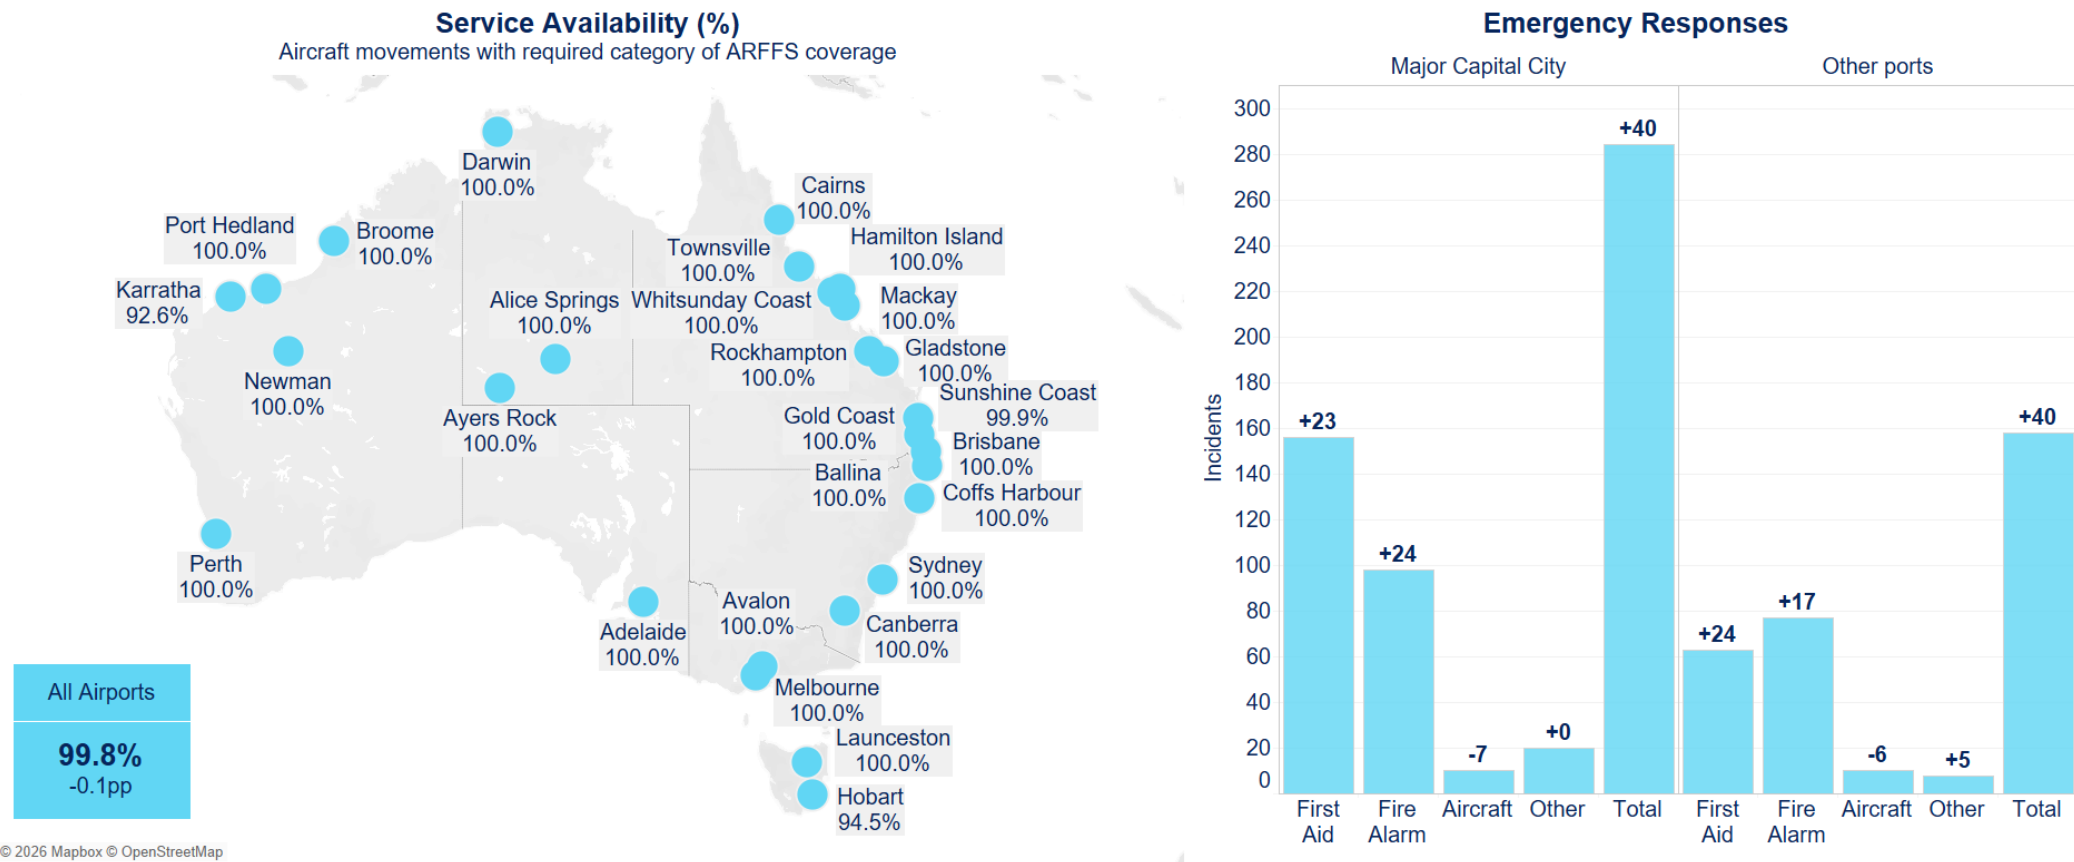 Service Availability (%)
Aircraft movements with required category of ARFFS coverage
Darwin
100.0%
Cairns
100.0%
Port Hedland
100.0%
Broome
100.0%
Hamilton Island
100.0%
Townsville
100.0%
Karratha
92.6%
Alice Springs
100.0%
Whitsunday Coast
100.0%
Mackay
100.0%
Newman
100.0%
Rockhampton
100.0%
Gladstone
100.0%
Ayers Rock
100.0%
Sunshine Coast
99.9%
Gold Coast
100.0%
Brisbane
100.0%
Ballina
100.0%
Coffs Harbour
100.0%
Perth
100.0%
Sydney
100.0%
Avalon
100.0%
Adelaide
100.0%
Canberra
100.0%
Melbourne
100.0%
Launceston
100.0%
Hobart
94.5%
All Airports
99.8%
-0.1pp
© 2026 Mapbox © OpenStreetMap
Emergency Responses
Major Capital City
Other ports
Incidents
300
280
260
240
220
200
180
160
140
120
100
80
60
40
20
0
+23
+24
-7
+0
+40
+24
+17
-6
+5
+40
First Aid
Fire Alarm
Aircraft
Other
Total
First Aid
Fire Alarm
Aircraft
Other
Total